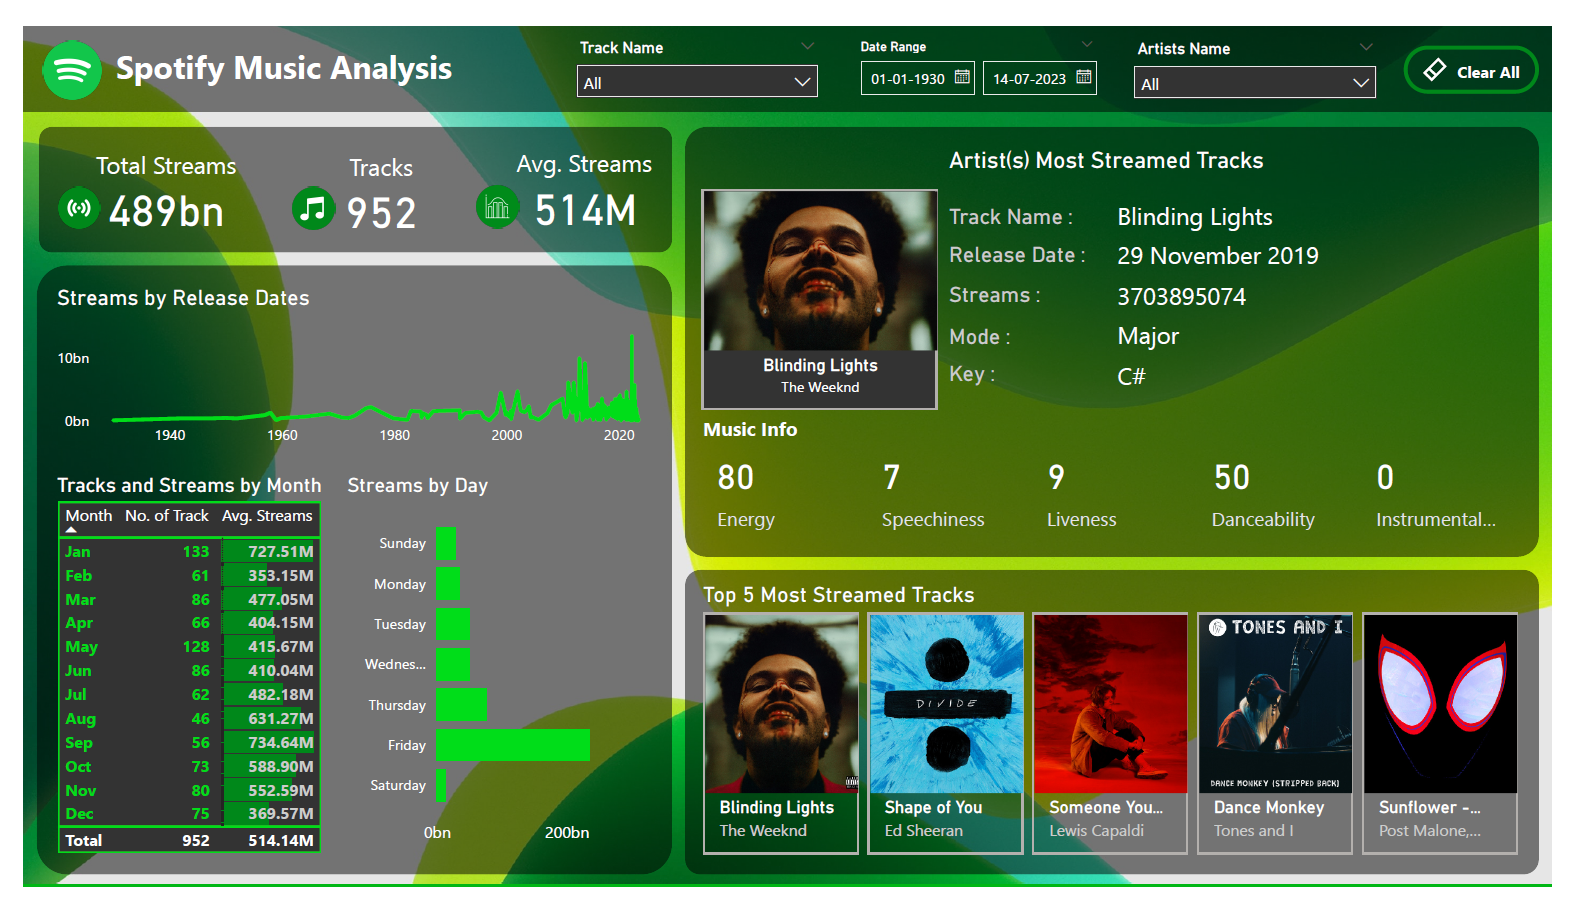 Spotify Music Analysis
Track Name
All
Date Range
01-01-1930
14-07-2023
Artists Name
All
Clear All
Total Streams
489bn
Tracks
952
Avg. Streams
514M
Streams by Release Dates
10bn
0bn
1940 1960 1980 2000 2020
Tracks and Streams by Month
Month No. of Track Avg. Streams
Jan 133 727.51M
Feb 61 353.15M
Mar 86 477.05M
Apr 66 404.15M
May 128 415.67M
Jun 86 410.04M
Jul 62 482.18M
Aug 46 631.27M
Sep 56 734.64M
Oct 73 588.90M
Nov 80 552.59M
Dec 75 369.57M
Total 952 514.14M
Streams by Day
Sunday
Monday
Tuesday
Wednes...
Thursday
Friday
Saturday
0bn 200bn
Artist(s) Most Streamed Tracks
Blinding Lights
The Weeknd
Track Name : Blinding Lights
Release Date : 29 November 2019
Streams : 3703895074
Mode : Major
Key : C#
Music Info
80 7 9 50 0
Energy Speechiness Liveness Danceability Instrumental...
Top 5 Most Streamed Tracks
Blinding Lights
The Weeknd
DIVIDE
Shape of You
Ed Sheeran
Someone You...
Lewis Capaldi
TONES AND I
DANCE MONKEY (STRIPPED BACK)
Dance Monkey
Tones and I
Sunflower -...
Post Malone,...